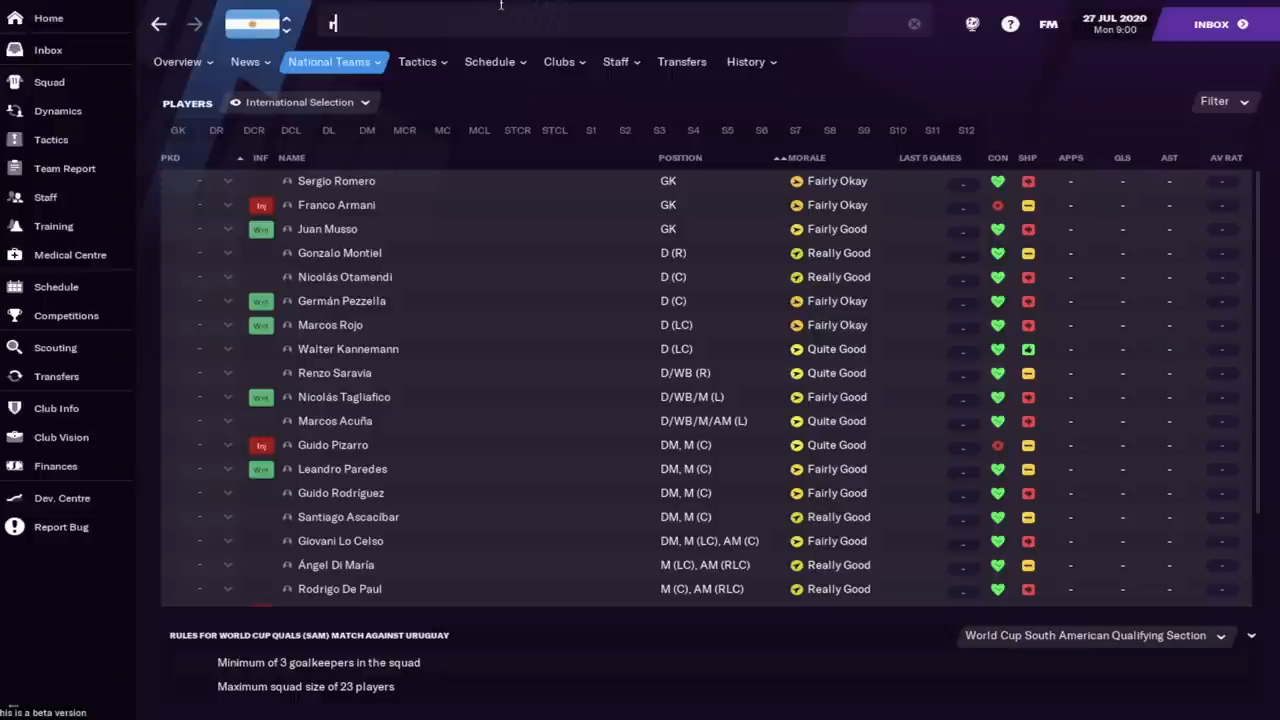 Home
Inbox
Squad
Dynamics
Tactics
Team Report
Staff
Training
Medical Centre
Schedule
Competitions
Scouting
Transfers
Club Info
Club Vision
Finances
Dev. Centre
Report Bug
his is a beta version
r
? FM 27 JUL 2020 INBOX
Mon 9:00
Overview News National Teams Tactics Schedule Clubs Staff Transfers History
PLAYERS International Selection Filter
GK DR DCR DCL DL DM MCR MC MCL STCR STCL S1 S2 S3 S4 S5 S6 S7 S8 S9 S10 S11 S12
PKD INF NAME POSITION MORALE LAST 5 GAMES CON SHP APPS GLS AST AV RAT
- Sergio Romero GK Fairly Okay - - - - -
- Inj Franco Armani GK Fairly Okay - - - - -
- Wnt Juan Musso GK Fairly Good - - - - -
- Gonzalo Montiel D (R) Really Good - - - - -
- Nicolás Otamendi D (C) Really Good - - - - -
- Wnt Germán Pezzella D (C) Fairly Okay - - - - -
- Wnt Marcos Rojo D (LC) Fairly Okay - - - - -
- Walter Kannemann D (LC) Quite Good - - - - -
- Renzo Saravia D/WB (R) Quite Good - - - - -
- Wnt Nicolás Tagliafico D/WB/M (L) Fairly Good - - - - -
- Marcos Acuña D/WB/M/AM (L) Quite Good - - - - -
- Inj Guido Pizarro DM, M (C) Quite Good - - - - -
- Wnt Leandro Paredes DM, M (C) Fairly Good - - - - -
- Guido Rodríguez DM, M (C) Fairly Good - - - - -
- Santiago Ascacíbar DM, M (C) Really Good - - - - -
- Giovani Lo Celso DM, M (LC), AM (C) Fairly Good - - - - -
- Ángel Di María M (LC), AM (RLC) Really Good - - - - -
- Rodrigo De Paul M (C), AM (RLC) Really Good - - - - -
RULES FOR WORLD CUP QUALS (SAM) MATCH AGAINST URUGUAY World Cup South American Qualifying Section
Minimum of 3 goalkeepers in the squad
Maximum squad size of 23 players